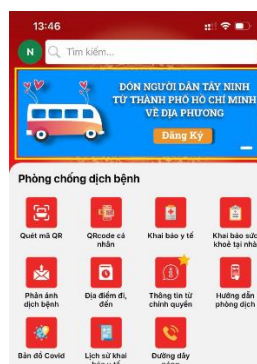 13:46
N
Tìm kiếm...
ĐÓN NGƯỜI DÂN TÂY NINH
TỪ THÀNH PHỐ HỒ CHÍ MINH
VỀ ĐỊA PHƯƠNG
Đăng Ký
Phòng chống dịch bệnh
Quét mã QR
QRcode cá
nhân
Khai báo y tế
Khai báo sức
khoẻ tại nhà
Phản ánh
dịch bệnh
Địa điểm đi,
đến
Thông tin từ
chính quyền
Hướng dẫn
phòng dịch
Bản đồ Covid
Lịch sử khai
báo y tế
Đường dây
nóng